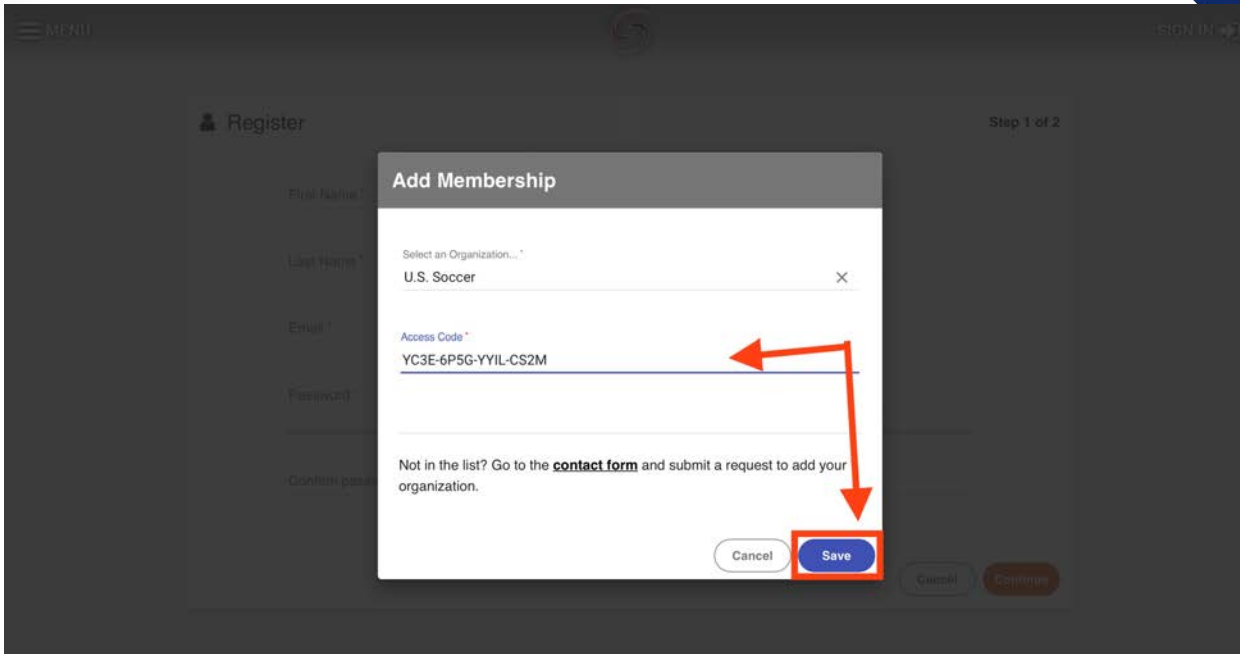 MENU
SIGN IN
Register
Step 1 of 2
Add Membership
First Name *
Select an Organization... *
Last Name *
U.S. Soccer
Email *
Access Code *
YC3E-6P5G-YYIL-CS2M
Password
Not in the list? Go to the contact form and submit a request to add your
organization.
Confirm
Cancel
Save
Cancel
Continue